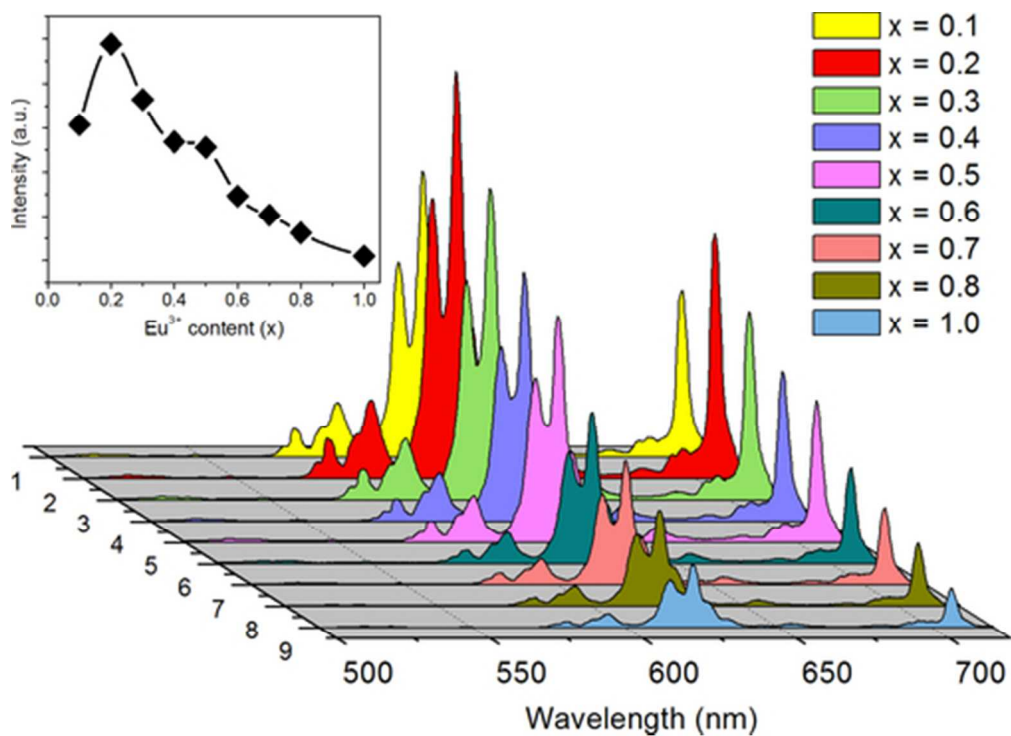 Intensity (a.u.)
0.0 0.2 0.4 0.6 0.8 1.0
Eu³⁺ content (x)
x = 0.1
x = 0.2
x = 0.3
x = 0.4
x = 0.5
x = 0.6
x = 0.7
x = 0.8
x = 1.0
1
2
3
4
5
6
7
8
9
500 550 600 650 700
Wavelength (nm)